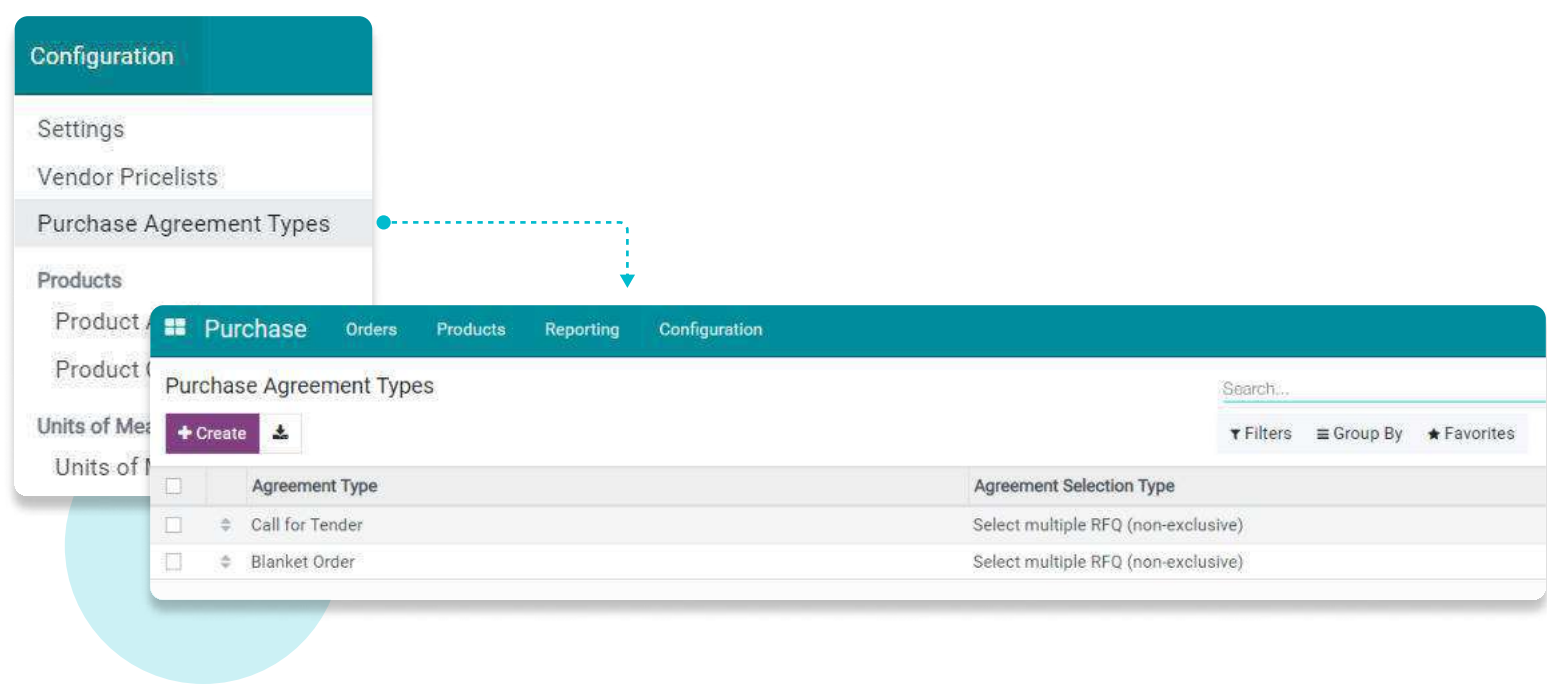 Configuration
Settings
Vendor Pricelists
Purchase Agreement Types
Products
Product
Product
Units of
Units of
Purchase Orders Products Reporting Configuration
Purchase Agreement Types
Search...
Create
Filters Group By Favorites
Agreement Type Agreement Selection Type
Call for Tender Select multiple RFQ (non-exclusive)
Blanket Order Select multiple RFQ (non-exclusive)